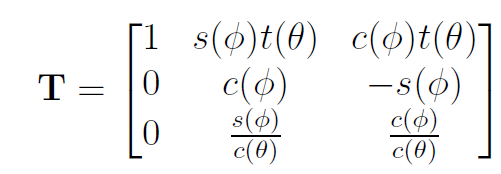 1 s(ϕ)t(θ) c(ϕ)t(θ)
T = 0 c(ϕ) −s(ϕ)
0 s(ϕ)/c(θ) c(ϕ)/c(θ)